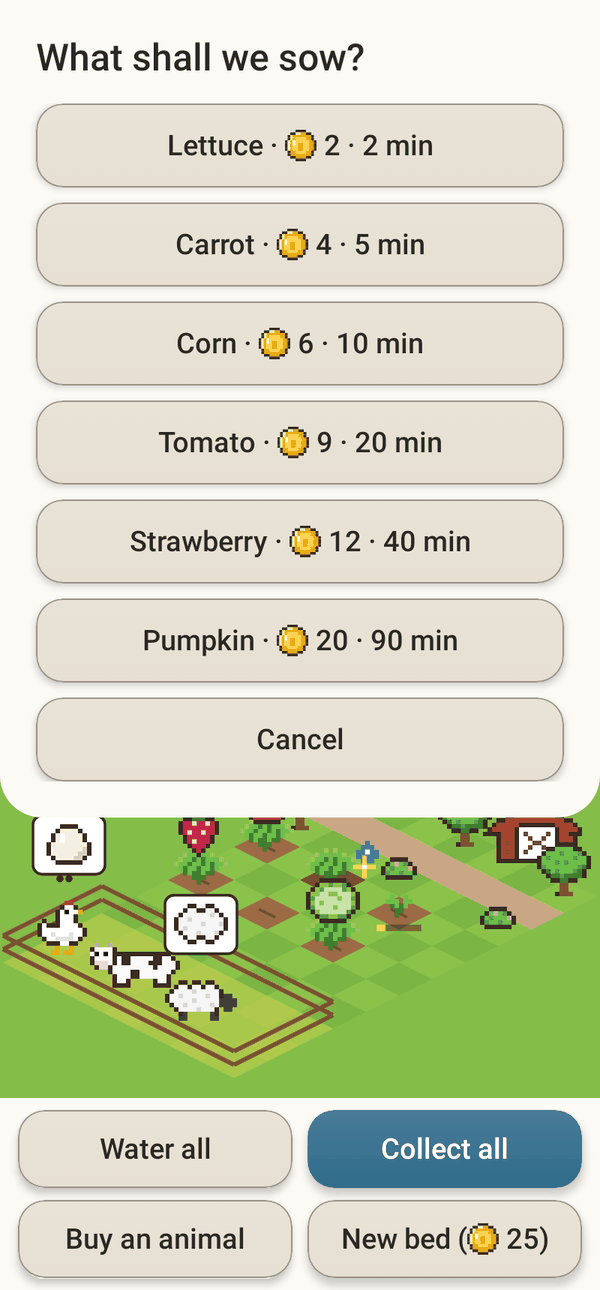 What shall we sow?
Lettuce · 2 · 2 min
Carrot · 4 · 5 min
Corn · 6 · 10 min
Tomato · 9 · 20 min
Strawberry · 12 · 40 min
Pumpkin · 20 · 90 min
Cancel
Water all
Collect all
Buy an animal
New bed (25)